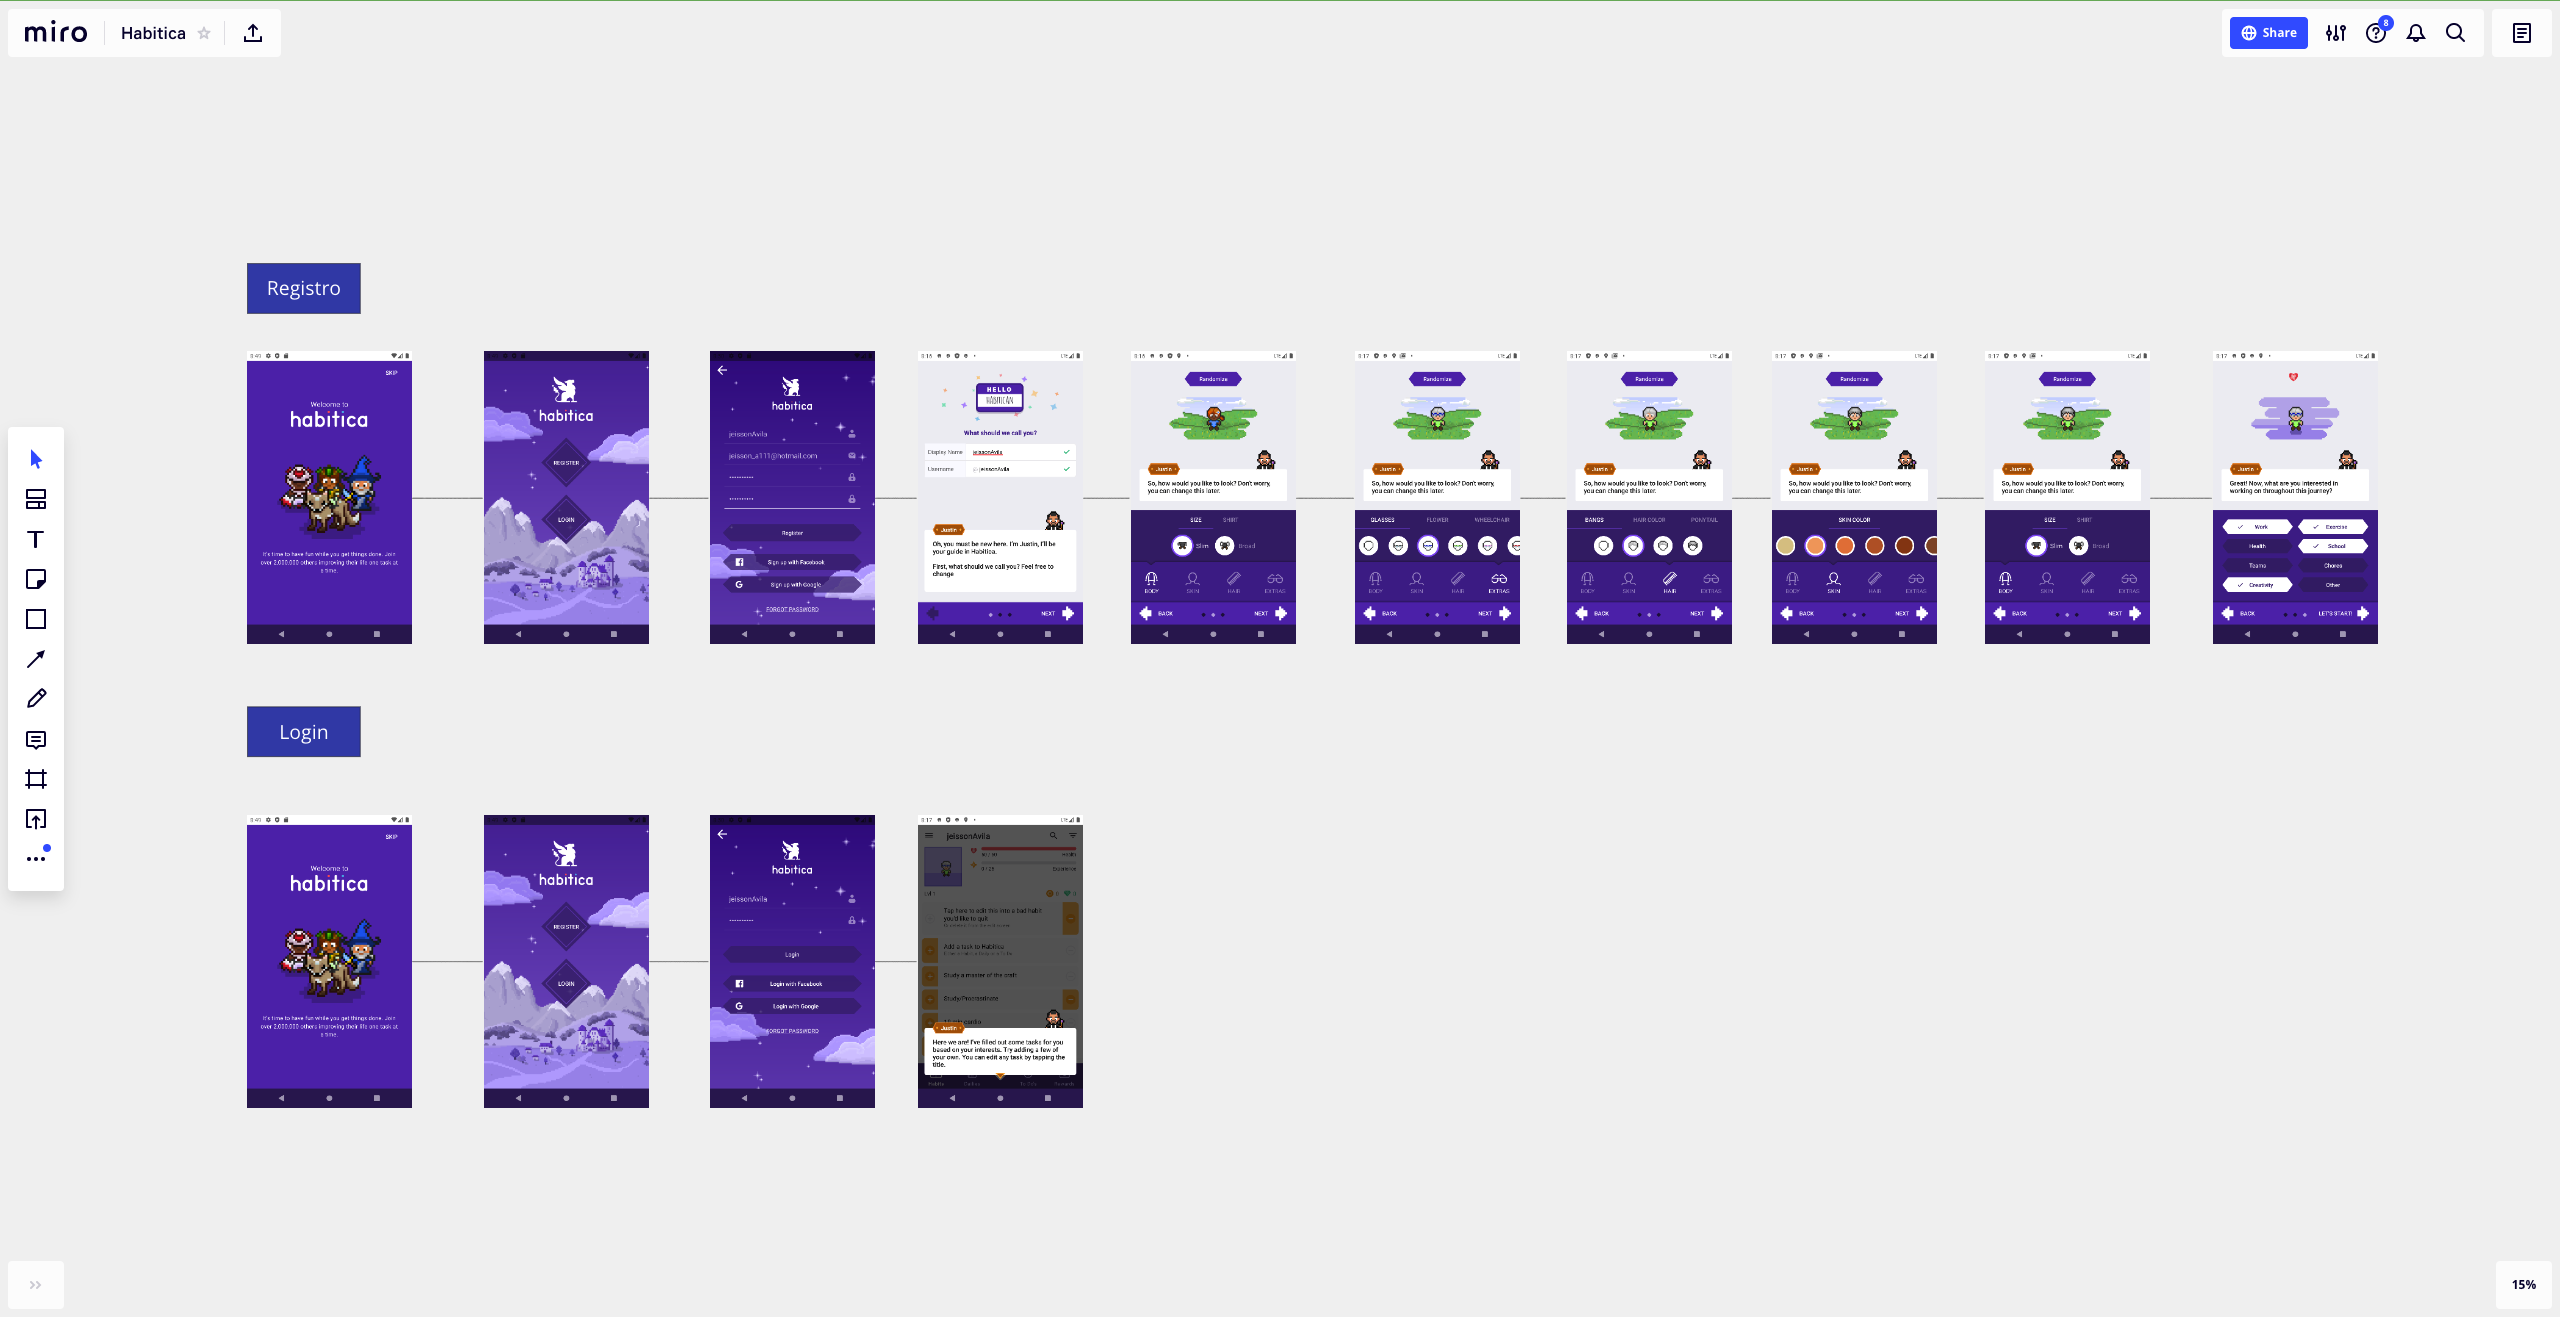 miro
Habitica
Share
8
Registro
SKIP
Welcome to
habitica
It's time to have fun while you get things done. Join
over 2,000,000 others improving their life one task at
a time.
habitica
REGISTER
LOGIN
habitica
jeissonAvila
jeisson_a111@hotmail.com
Register
Sign up with Facebook
Sign up with Google
FORGOT PASSWORD
HELLO
HABITICAN
What should we call you?
Display Name jeissonAvila
Username @ jeissonAvila
Justin
Oh, you must be new here. I'm Justin, I'll be
your guide in Habitica.
First, what should we call you? Feel free to
change
NEXT
Randomize
Justin
So, how would you like to look? Don't worry,
you can change this later.
SIZE SHIRT
Slim Broad
BODY SKIN HAIR EXTRAS
BACK NEXT
Randomize
Justin
So, how would you like to look? Don't worry,
you can change this later.
GLASSES FLOWER WHEELCHAIR
BODY SKIN HAIR EXTRAS
BACK NEXT
Randomize
Justin
So, how would you like to look? Don't worry,
you can change this later.
BANGS HAIR COLOR PONYTAIL
BODY SKIN HAIR EXTRAS
BACK NEXT
Randomize
Justin
So, how would you like to look? Don't worry,
you can change this later.
SKIN COLOR
BODY SKIN HAIR EXTRAS
BACK NEXT
Randomize
Justin
So, how would you like to look? Don't worry,
you can change this later.
SIZE SHIRT
Slim Broad
BODY SKIN HAIR EXTRAS
BACK NEXT
Justin
Great! Now, what are you interested in
working on throughout this journey?
Work Exercise
Health School
Teams Chores
Creativity Other
BACK LET'S START!
Login
SKIP
Welcome to
habitica
It's time to have fun while you get things done. Join
over 2,000,000 others improving their life one task at
a time.
habitica
REGISTER
LOGIN
habitica
jeissonAvila
Login
Login with Facebook
Login with Google
FORGOT PASSWORD
jeissonAvila
Health
Experience
Tap here to edit this into a bad habit
you'd like to quit
Add a task to Habitica
Study a master of the craft
Study/Procrastinate
Justin
Here we are! I've filled out some tasks for you
based on your interests. Try adding a few of
your own. You can edit any task by tapping the
title.
15%